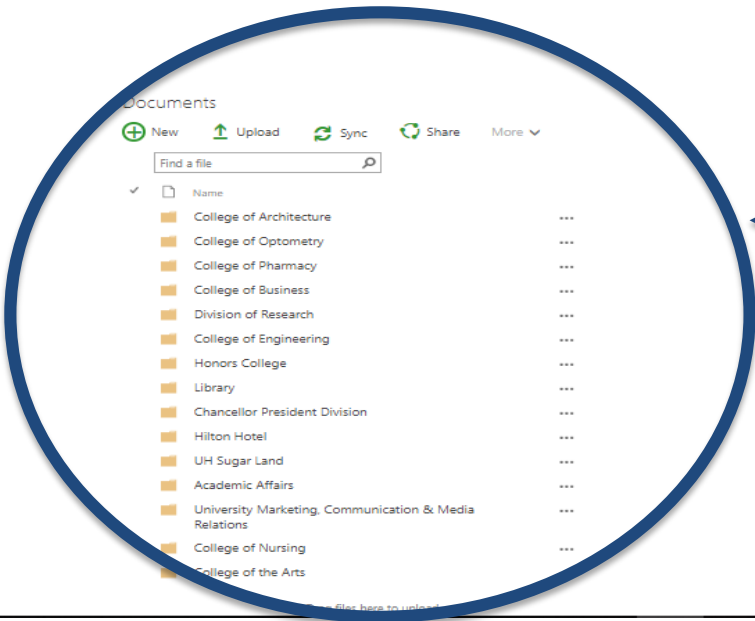 Documents
New Upload Sync Share More
Find a file
Name
College of Architecture
College of Optometry
College of Pharmacy
College of Business
Division of Research
College of Engineering
Honors College
Library
Chancellor President Division
Hilton Hotel
UH Sugar Land
Academic Affairs
University Marketing, Communication & Media
Relations
College of Nursing
College of the Arts
files here to upload